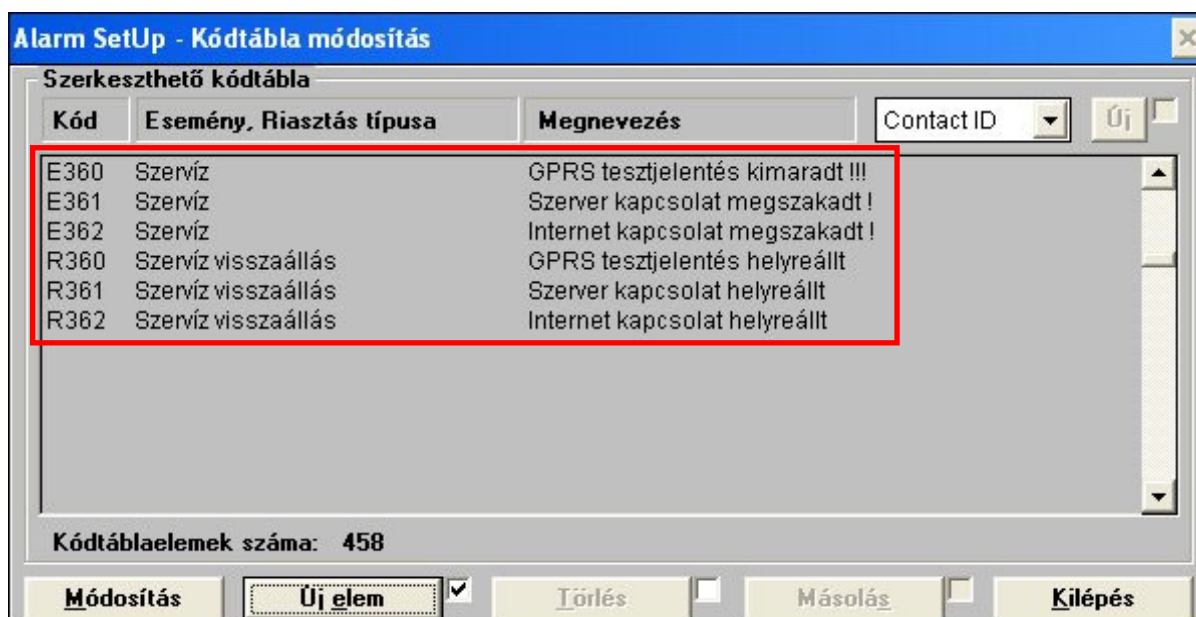 Alarm SetUp - Kódtábla módosítás
Szerkeszthető kódtábla
Kód Esemény, Riasztás típusa Megnevezés Contact ID Új
E360 Szervíz GPRS tesztjelentés kimaradt !!!
E361 Szervíz Szerver kapcsolat megszakadt !
E362 Szervíz Internet kapcsolat megszakadt !
R360 Szervíz visszaállás GPRS tesztjelentés helyreállt
R361 Szervíz visszaállás Szerver kapcsolat helyreállt
R362 Szervíz visszaállás Internet kapcsolat helyreállt
Kódtáblaelemek száma: 458
Módosítás Új elem Törlés Másolás Kilépés